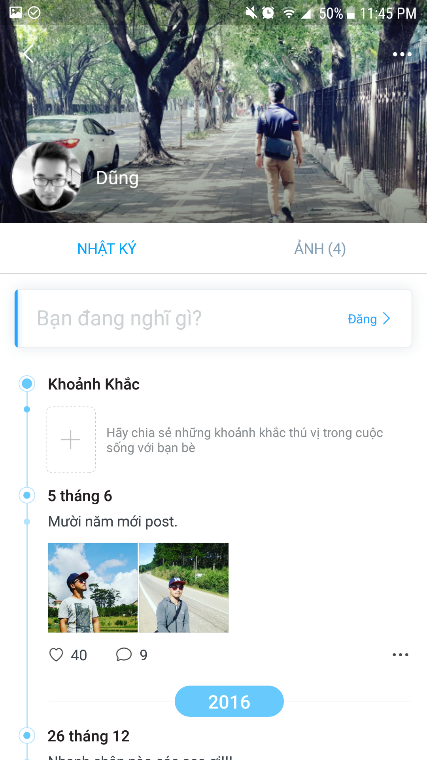 50% 11:45 PM
Dũng
NHẬT KÝ
ẢNH (4)
Bạn đang nghĩ gì?
Đăng
Khoảnh Khắc
Hãy chia sẻ những khoảnh khắc thú vị trong cuộc
sống với bạn bè
5 tháng 6
Mười năm mới post.
40
9
2016
26 tháng 12